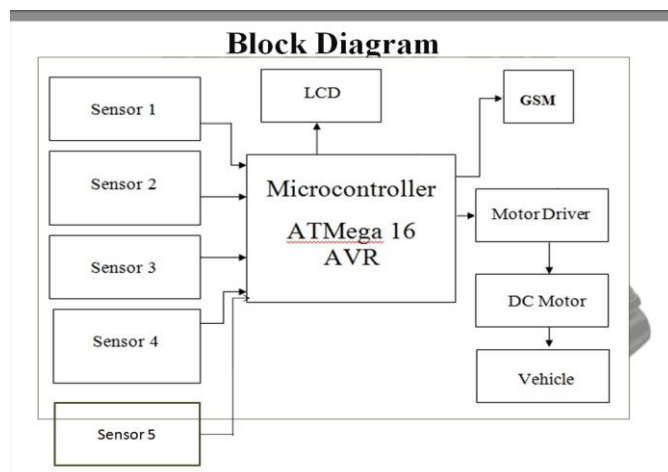 Block Diagram
Sensor 1
LCD
GSM
Sensor 2
Microcontroller
ATMega 16
AVR
Motor Driver
Sensor 3
DC Motor
Sensor 4
Vehicle
Sensor 5